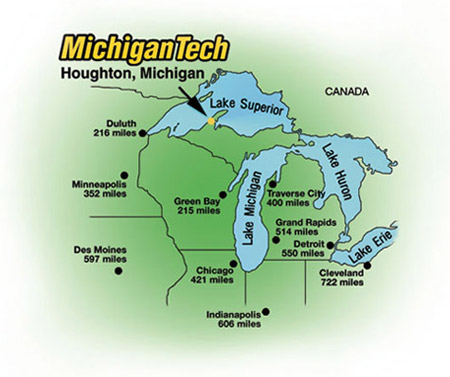 MichiganTech
Houghton, Michigan
CANADA
Lake Superior
Duluth
216 miles
Lake Huron
Minneapolis
352 miles
Green Bay
215 miles
Lake Michigan
Traverse City
400 miles
Grand Rapids
514 miles
Detroit
550 miles
Lake Erie
Des Moines
597 miles
Chicago
421 miles
Cleveland
722 miles
Indianapolis
606 miles